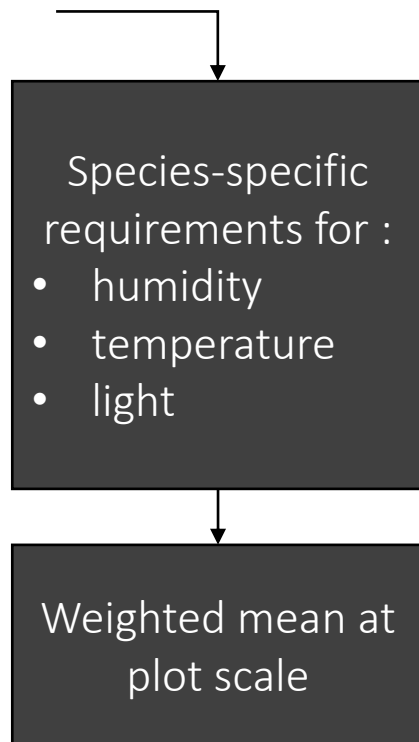 Species-specific
requirements for :
• humidity
• temperature
• light
Weighted mean at
plot scale